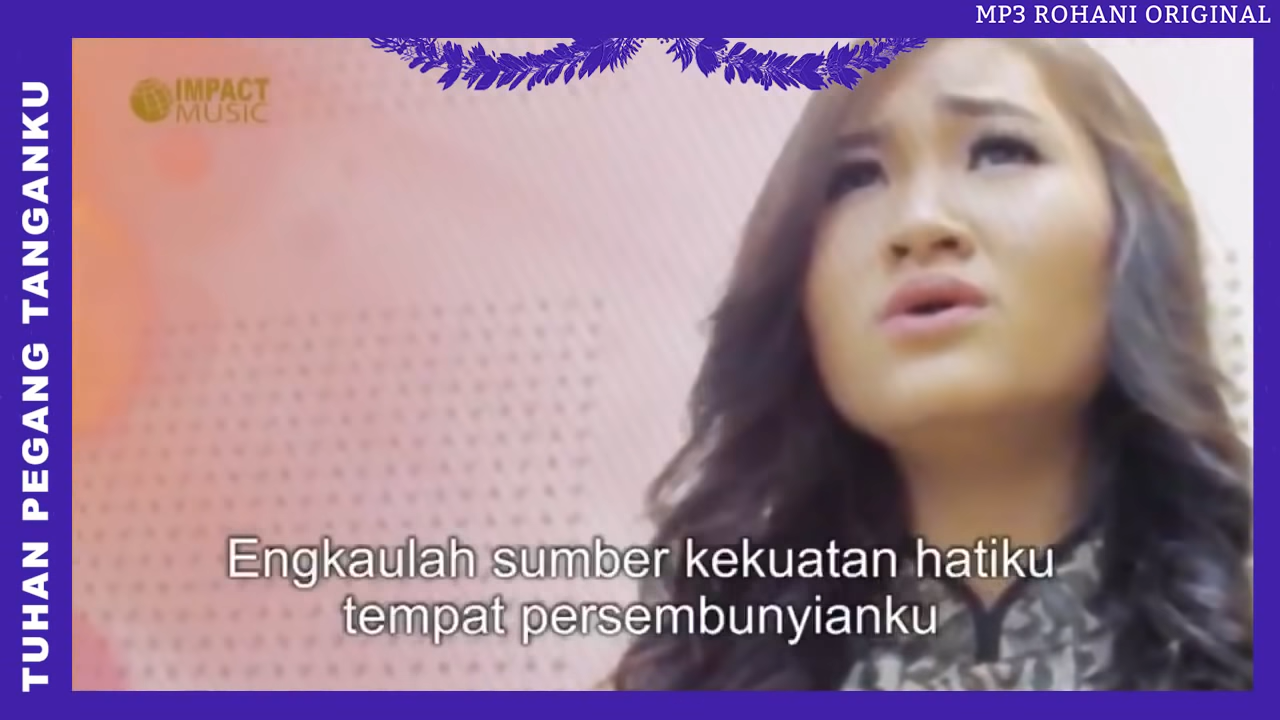 MP3 ROHANI ORIGINAL
TUHAN PEGANG TANGANKU
IMPACT
MUSIC
Engkaulah sumber kekuatan hatiku
tempat persembunyianku